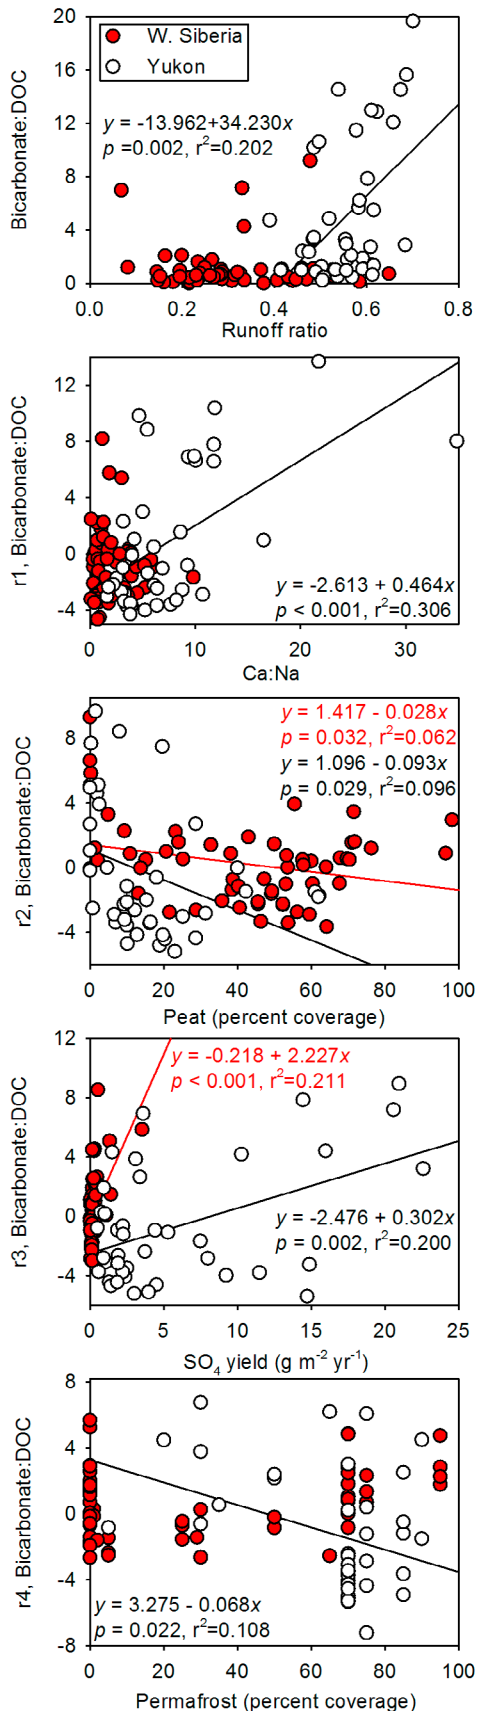 20
W. Siberia
Yukon
16
y = -13.962+34.230x
p =0.002, r²=0.202
12
8
4
0
Bicarbonate:DOC
0.0 0.2 0.4 0.6 0.8
Runoff ratio
12
8
4
0
-4
r1, Bicarbonate:DOC
y = -2.613 + 0.464x
p < 0.001, r²=0.306
0 10 20 30
Ca:Na
y = 1.417 - 0.028x
p = 0.032, r²=0.062
y = 1.096 - 0.093x
p = 0.029, r²=0.096
8
4
0
-4
r2, Bicarbonate:DOC
0 20 40 60 80 100
Peat (percent coverage)
12
y = -0.218 + 2.227x
p < 0.001, r²=0.211
8
4
0
-4
r3, Bicarbonate:DOC
y = -2.476 + 0.302x
p = 0.002, r²=0.200
0 5 10 15 20 25
SO₄ yield (g m⁻² yr⁻¹)
8
4
0
-4
-8
r4, Bicarbonate:DOC
y = 3.275 - 0.068x
p = 0.022, r²=0.108
0 20 40 60 80 100
Permafrost (percent coverage)